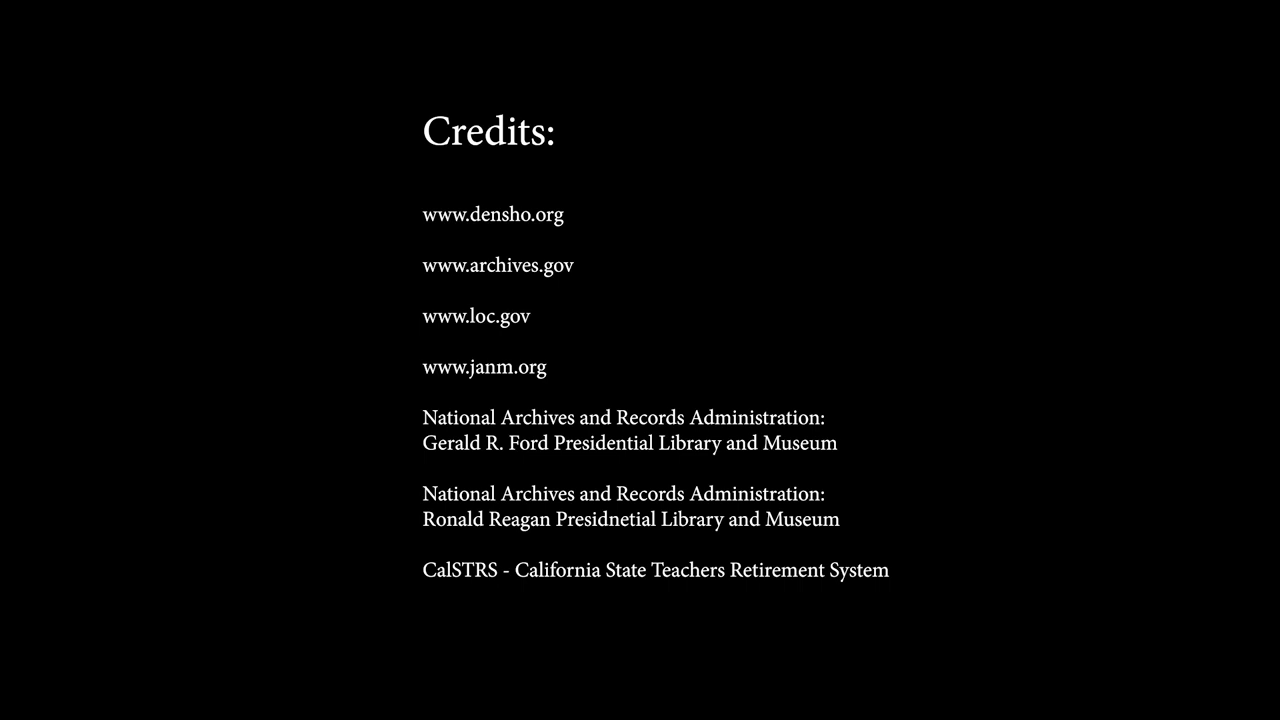 Credits:
www.densho.org
www.archives.gov
www.loc.gov
www.janm.org
National Archives and Records Administration:
Gerald R. Ford Presidential Library and Museum
National Archives and Records Administration:
Ronald Reagan Presidnetial Library and Museum
CalSTRS - California State Teachers Retirement System